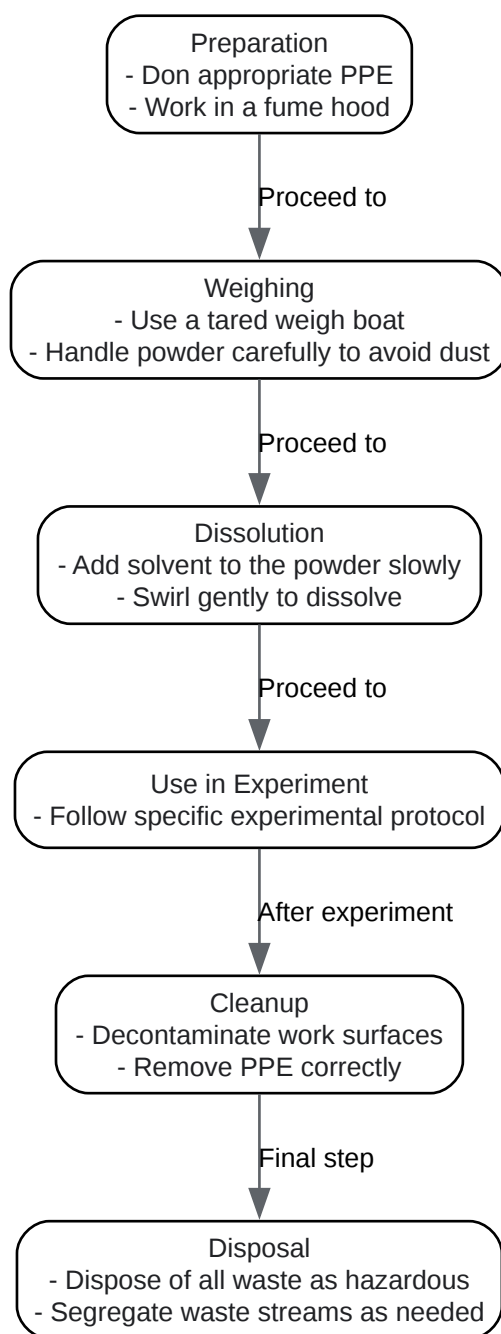 Preparation
- Don appropriate PPE
- Work in a fume hood
Proceed to
Weighing
- Use a tared weigh boat
- Handle powder carefully to avoid dust
Proceed to
Dissolution
- Add solvent to the powder slowly
- Swirl gently to dissolve
Proceed to
Use in Experiment
- Follow specific experimental protocol
After experiment
Cleanup
- Decontaminate work surfaces
- Remove PPE correctly
Final step
Disposal
- Dispose of all waste as hazardous
- Segregate waste streams as needed